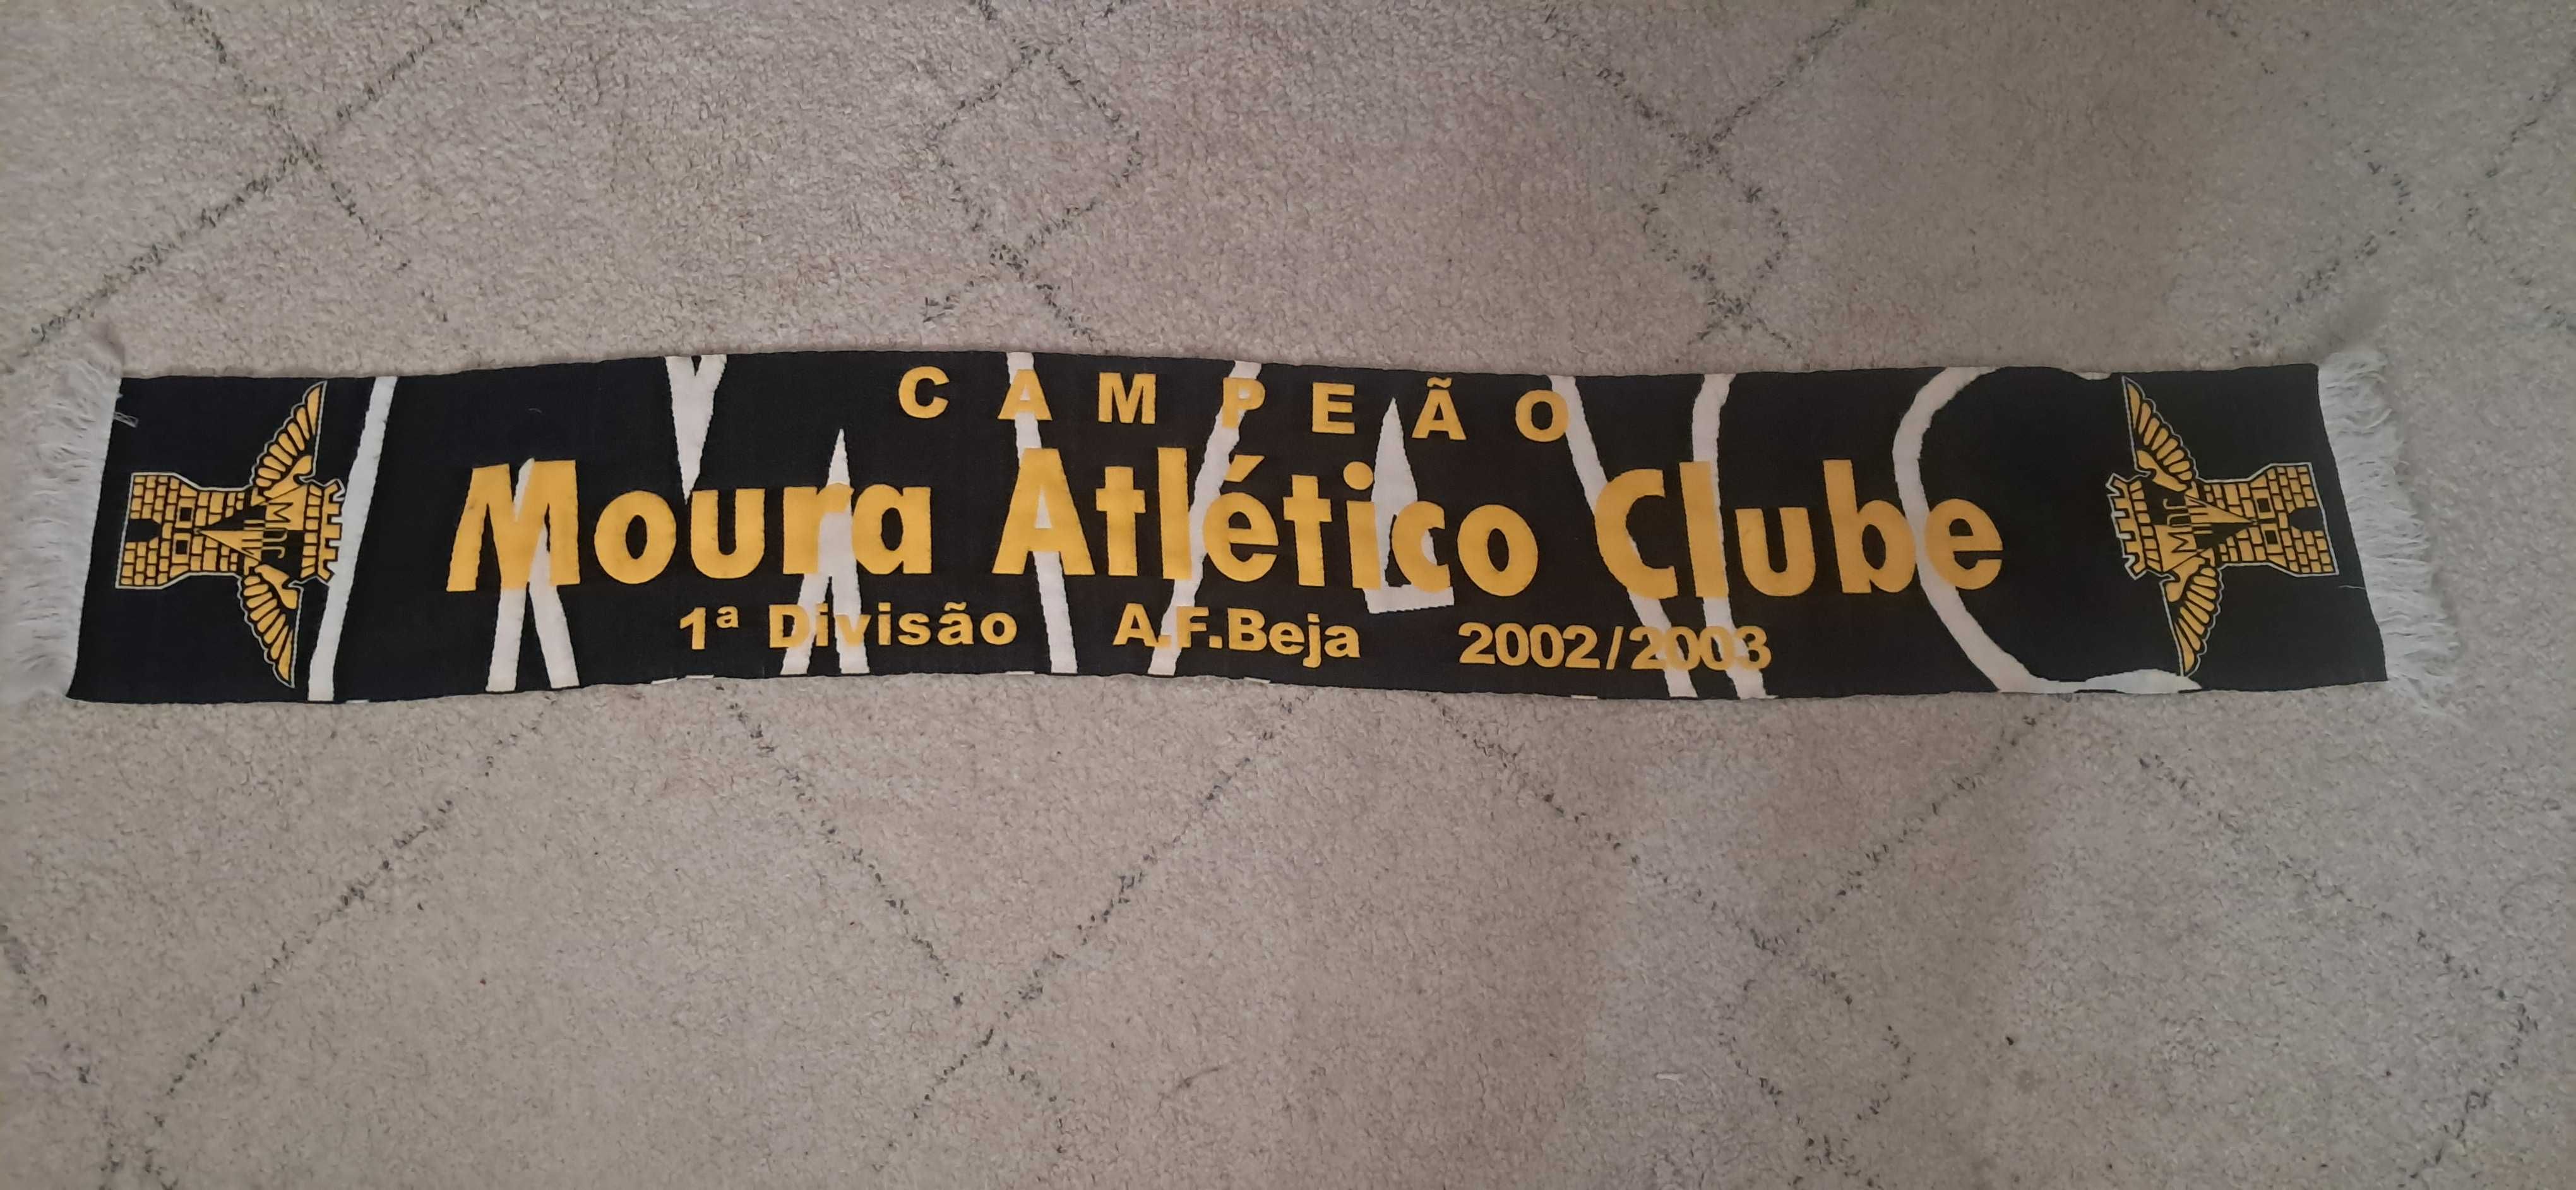 CAMPEÃO
Moura Atlético Clube
1ª Divisão A.F.Beja 2002/2003